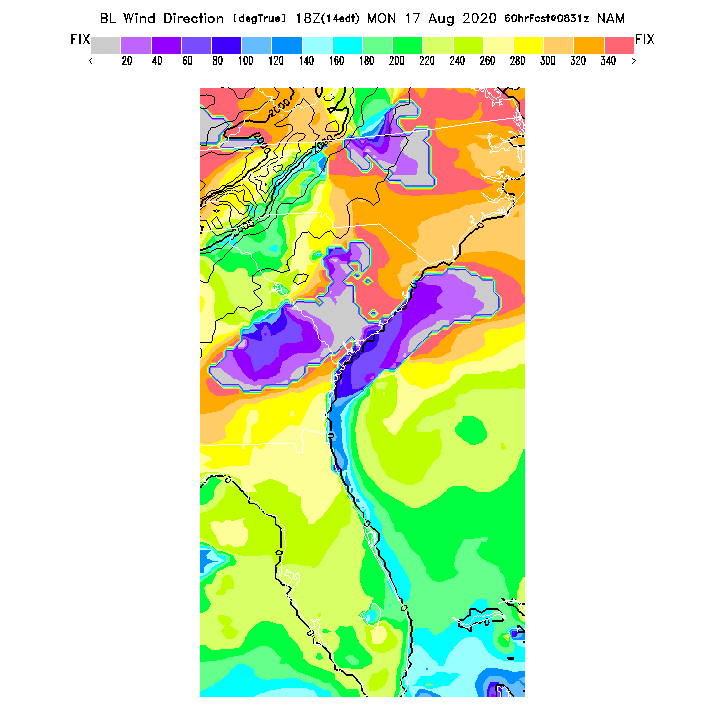 BL Wind Direction [degTrue] 18Z(14edt) MON 17 Aug 2020 60hrFcst@0831z NAM
FIX FIX
< 20 40 60 80 100 120 140 160 180 200 220 240 260 280 300 320 340 >
2000